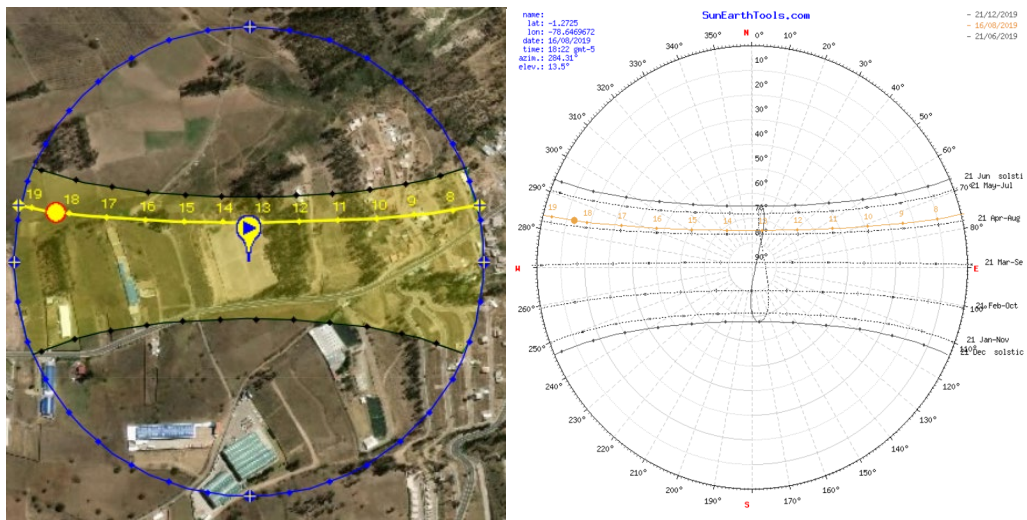 19 18 17 16 15 14 13 12 11 10 9 8
name:
lat: -1.2725
lon: -78.6469672
date: 16/08/2019
time: 18:22 gmt-5
azim.: 284.31°
elev.: 13.5°
SunEarthTools.com
— 21/12/2019
— 16/08/2019
— 21/06/2019
N
0°
10°
20°
30°
40°
50°
60°
70°
80°
100°
120°
130°
140°
150°
160°
170°
180°
190°
200°
210°
220°
230°
240°
250°
260°
280°
290°
300°
310°
320°
330°
340°
350°
10°
20°
30°
40°
50°
60°
70°
80°
90°
19 18 17 16 15 14 12 11 10 9 8
W
E
S
21 Jun solsti
21 May-Jul
21 Apr-Aug
21 Mar-Se
21 Feb-Oct
21 Jan-Nov
21 Dec solstic